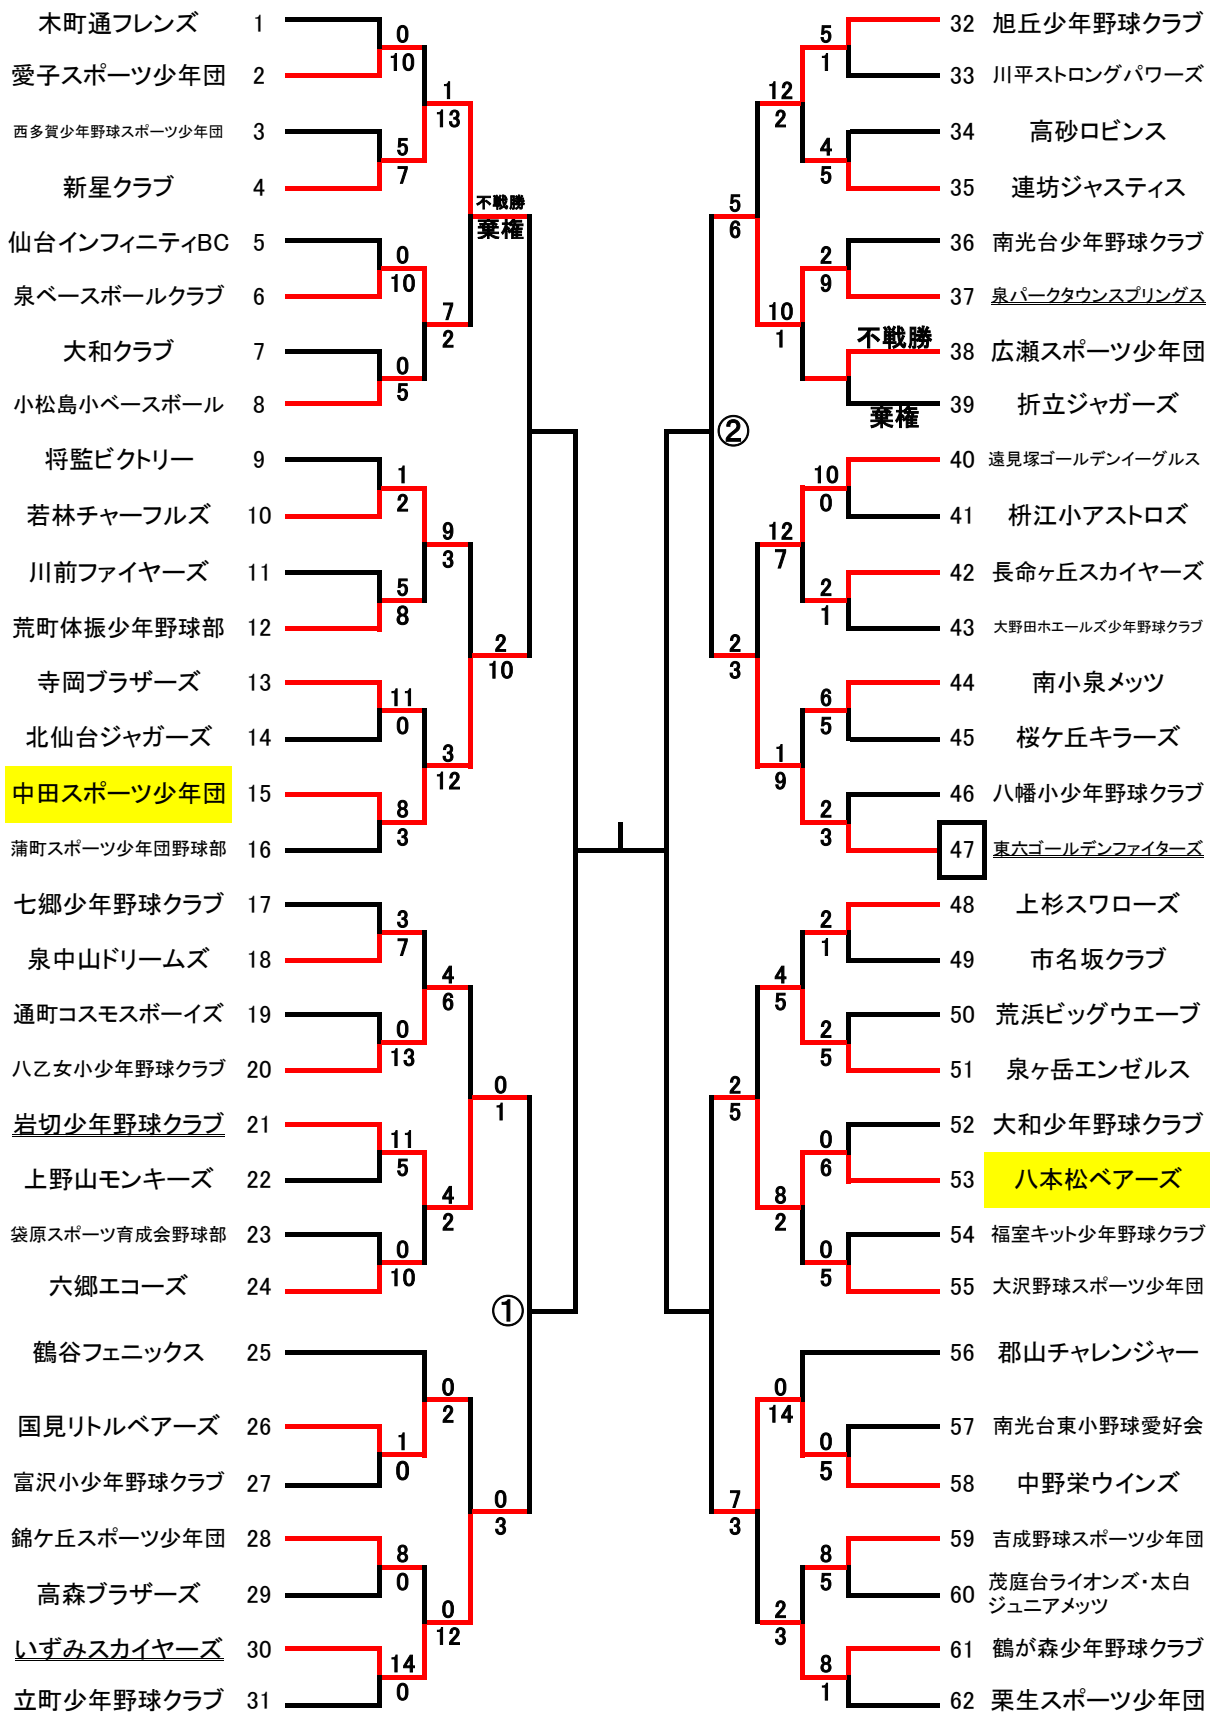 木町通フレンズ 1
愛子スポーツ少年団 2
西多賀少年野球スポーツ少年団 3
新星クラブ 4
仙台インフィニティBC 5
泉ベースボールクラブ 6
大和クラブ 7
小松島小ベースボール 8
将監ビクトリー 9
若林チャーフルズ 10
川前ファイヤーズ 11
荒町体振少年野球部 12
寺岡ブラザーズ 13
北仙台ジャガーズ 14
中田スポーツ少年団 15
蒲町スポーツ少年団野球部 16
七郷少年野球クラブ 17
泉中山ドリームズ 18
通町コスモスボーイズ 19
八乙女小少年野球クラブ 20
岩切少年野球クラブ 21
上野山モンキーズ 22
袋原スポーツ育成会野球部 23
六郷エコーズ 24
鶴谷フェニックス 25
国見リトルベアーズ 26
富沢小少年野球クラブ 27
錦ケ丘スポーツ少年団 28
高森ブラザーズ 29
いずみスカイヤーズ 30
立町少年野球クラブ 31
0
10
5
7
0
10
0
5
1
2
5
8
11
0
8
3
3
7
0
13
11
5
0
10
1
0
8
0
14
0
1
13
7
2
9
3
3
12
4
6
4
2
0
2
0
12
不戦勝
棄権
2
10
0
1
0
3
①
②
5
6
2
3
2
5
7
3
12
2
10
1
12
7
1
9
4
5
8
2
0
14
2
3
5
1
4
5
2
9
不戦勝
棄権
10
0
2
1
6
5
2
3
2
1
2
5
0
6
0
5
0
5
8
5
8
1
32 旭丘少年野球クラブ
33 川平ストロングパワーズ
34 高砂ロビンス
35 連坊ジャスティス
36 南光台少年野球クラブ
37 泉パークタウンスプリングス
38 広瀬スポーツ少年団
39 折立ジャガーズ
40 遠見塚ゴールデンイーグルス
41 枡江小アストロズ
42 長命ヶ丘スカイヤーズ
43 大野田ホエールズ少年野球クラブ
44 南小泉メッツ
45 桜ケ丘キラーズ
46 八幡小少年野球クラブ
47 東六ゴールデンファイターズ
48 上杉スワローズ
49 市名坂クラブ
50 荒浜ビッグウエーブ
51 泉ヶ岳エンゼルス
52 大和少年野球クラブ
53 八本松ベアーズ
54 福室キット少年野球クラブ
55 大沢野球スポーツ少年団
56 郡山チャレンジャー
57 南光台東小野球愛好会
58 中野栄ウインズ
59 吉成野球スポーツ少年団
60 茂庭台ライオンズ・太白
ジュニアメッツ
61 鶴が森少年野球クラブ
62 栗生スポーツ少年団